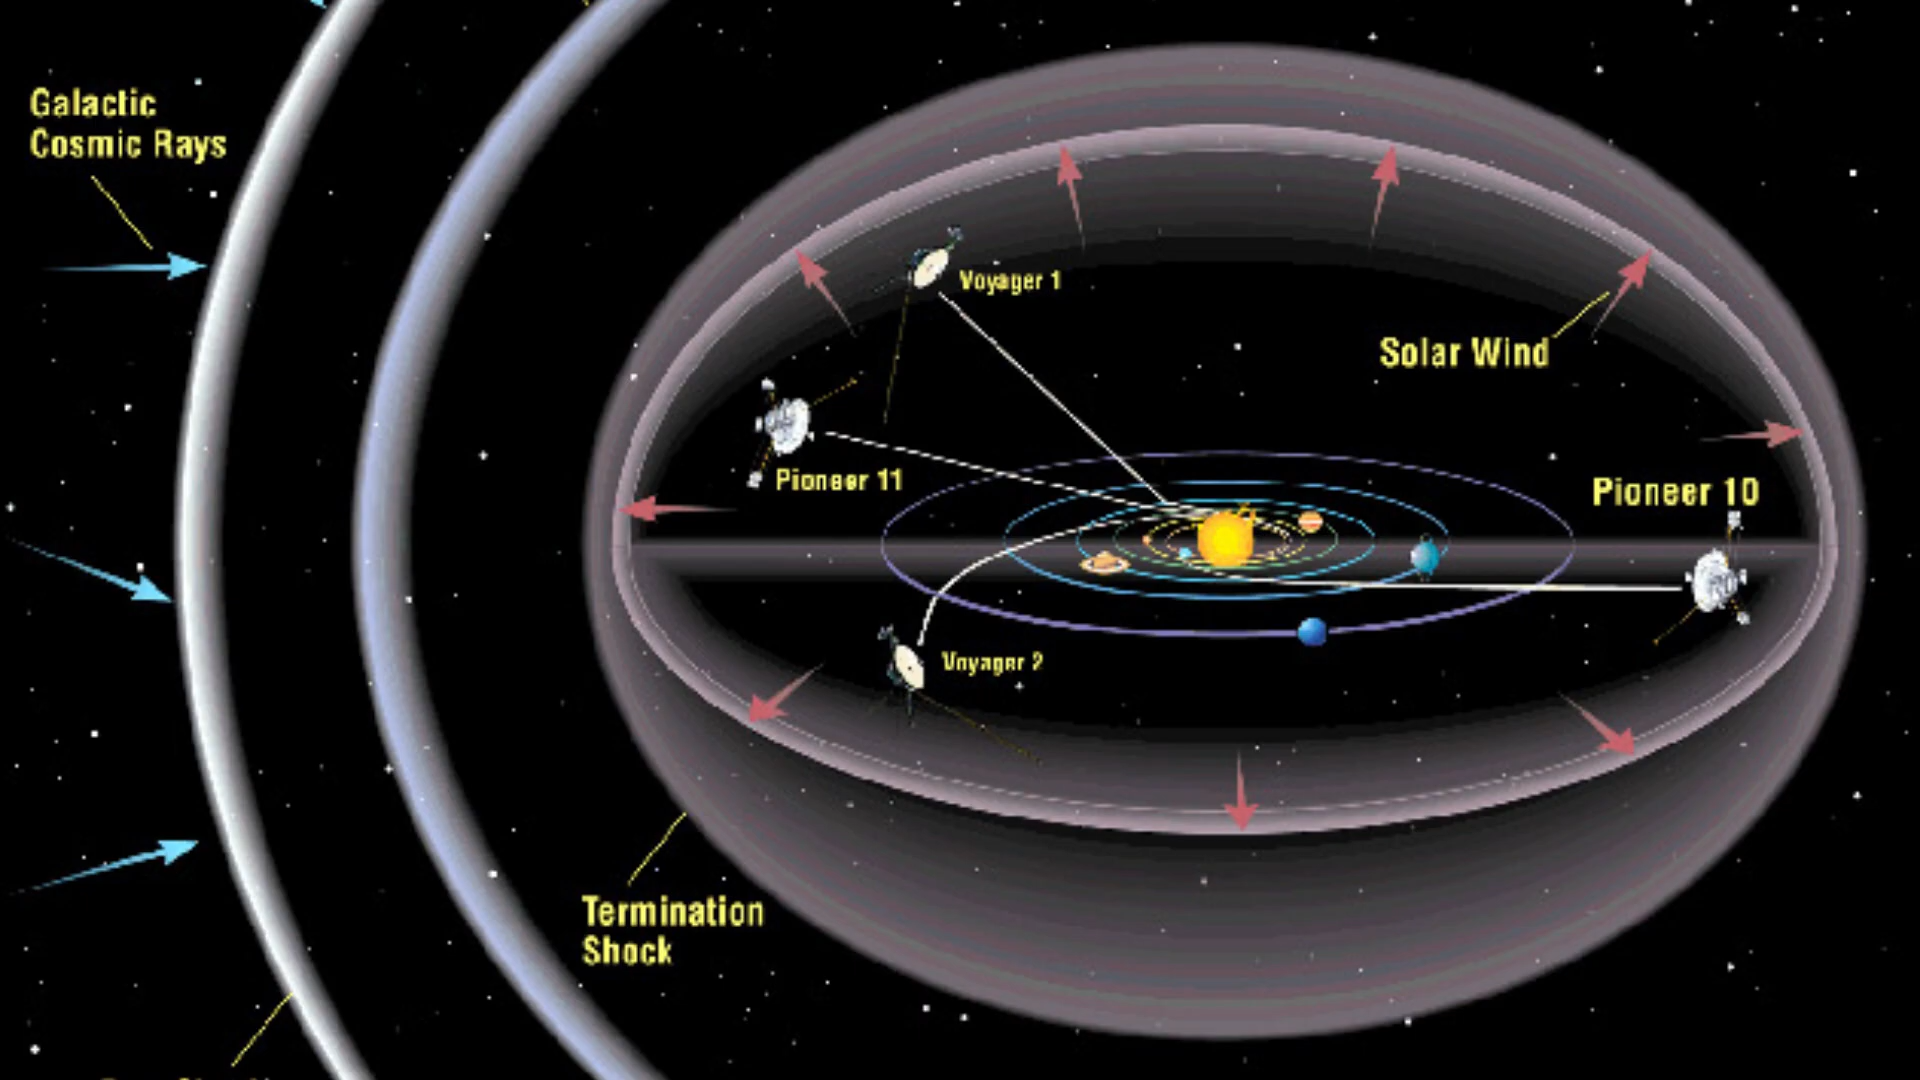 Galactic
Cosmic Rays
Voyager 1
Solar Wind
Pioneer 11
Pioneer 10
Voyager 2
Termination
Shock